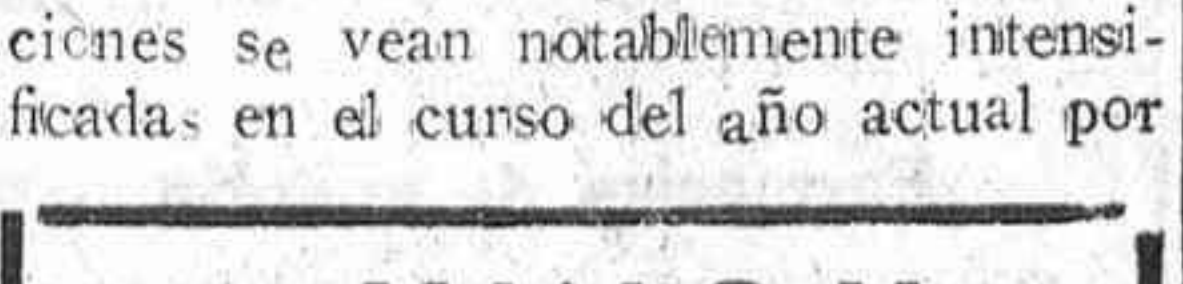 ciones se vean notablemente intensi-
ficadas en el curso del año actual por